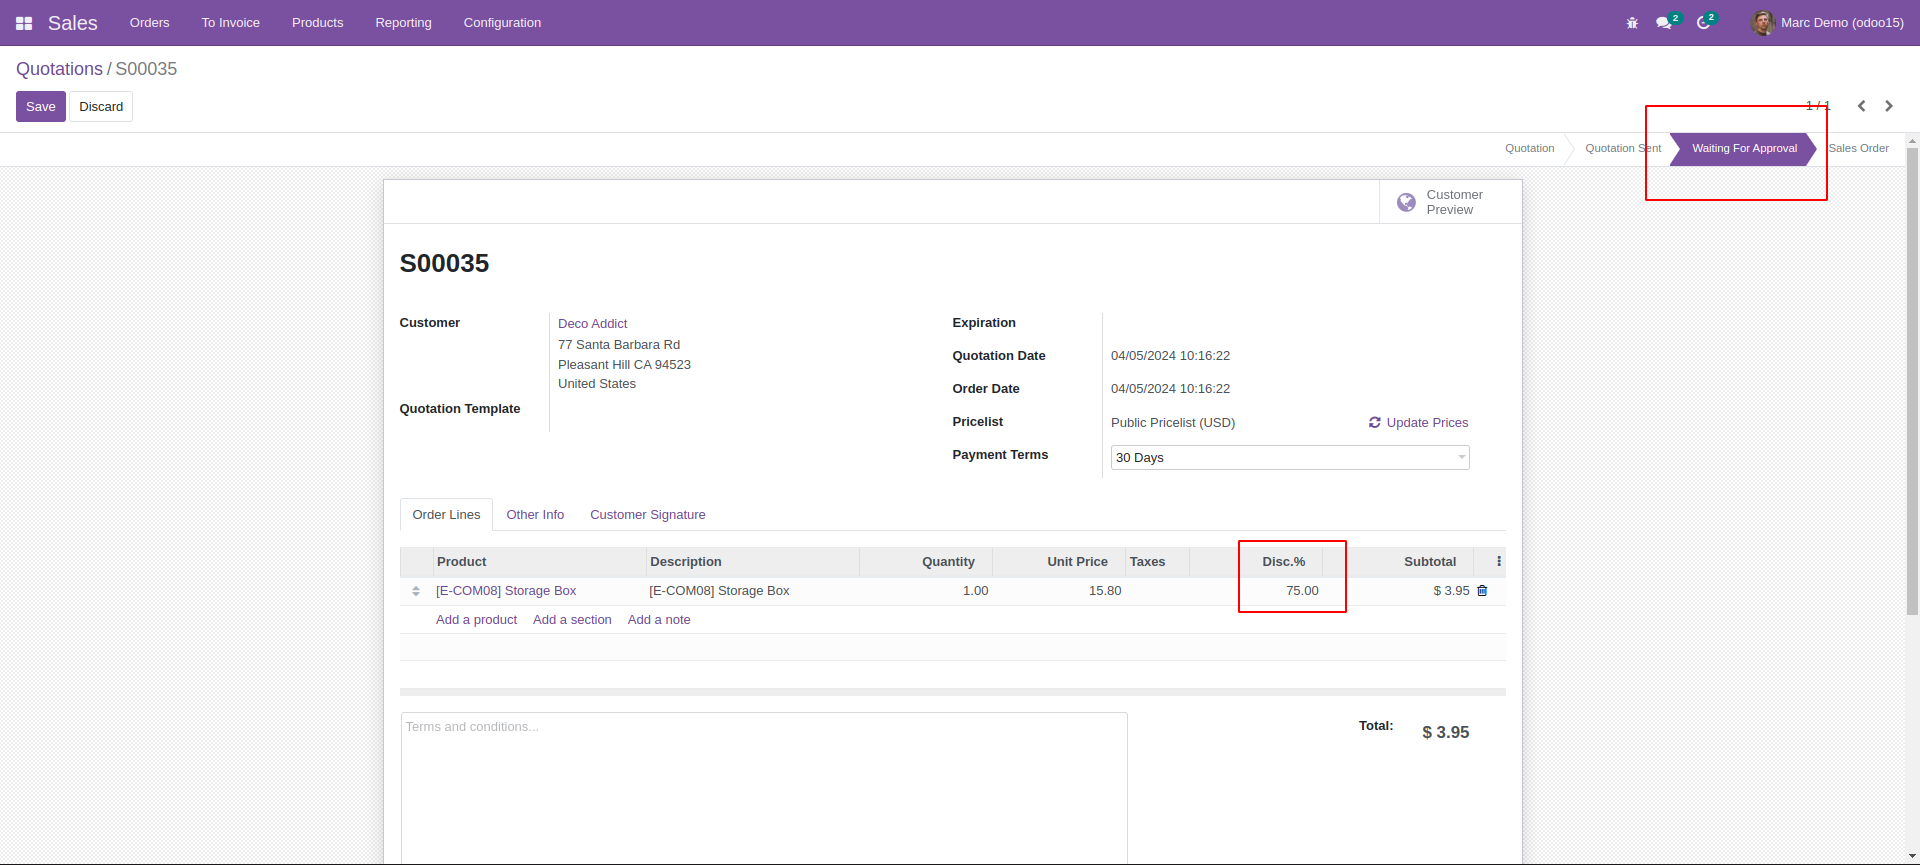 Sales Orders To Invoice Products Reporting Configuration 2 2 Marc Demo (odoo15)
Quotations / S00035
Save Discard 1 / 1
Quotation Quotation Sent Waiting For Approval Sales Order
Customer
Preview
S00035
Customer Deco Addict
77 Santa Barbara Rd
Pleasant Hill CA 94523
United States
Quotation Template
Expiration
Quotation Date 04/05/2024 10:16:22
Order Date 04/05/2024 10:16:22
Pricelist Public Pricelist (USD) Update Prices
Payment Terms 30 Days
Order Lines Other Info Customer Signature
Product Description Quantity Unit Price Taxes Disc.% Subtotal
[E-COM08] Storage Box [E-COM08] Storage Box 1.00 15.80 75.00 $ 3.95
Add a product Add a section Add a note
Terms and conditions...
Total: $ 3.95